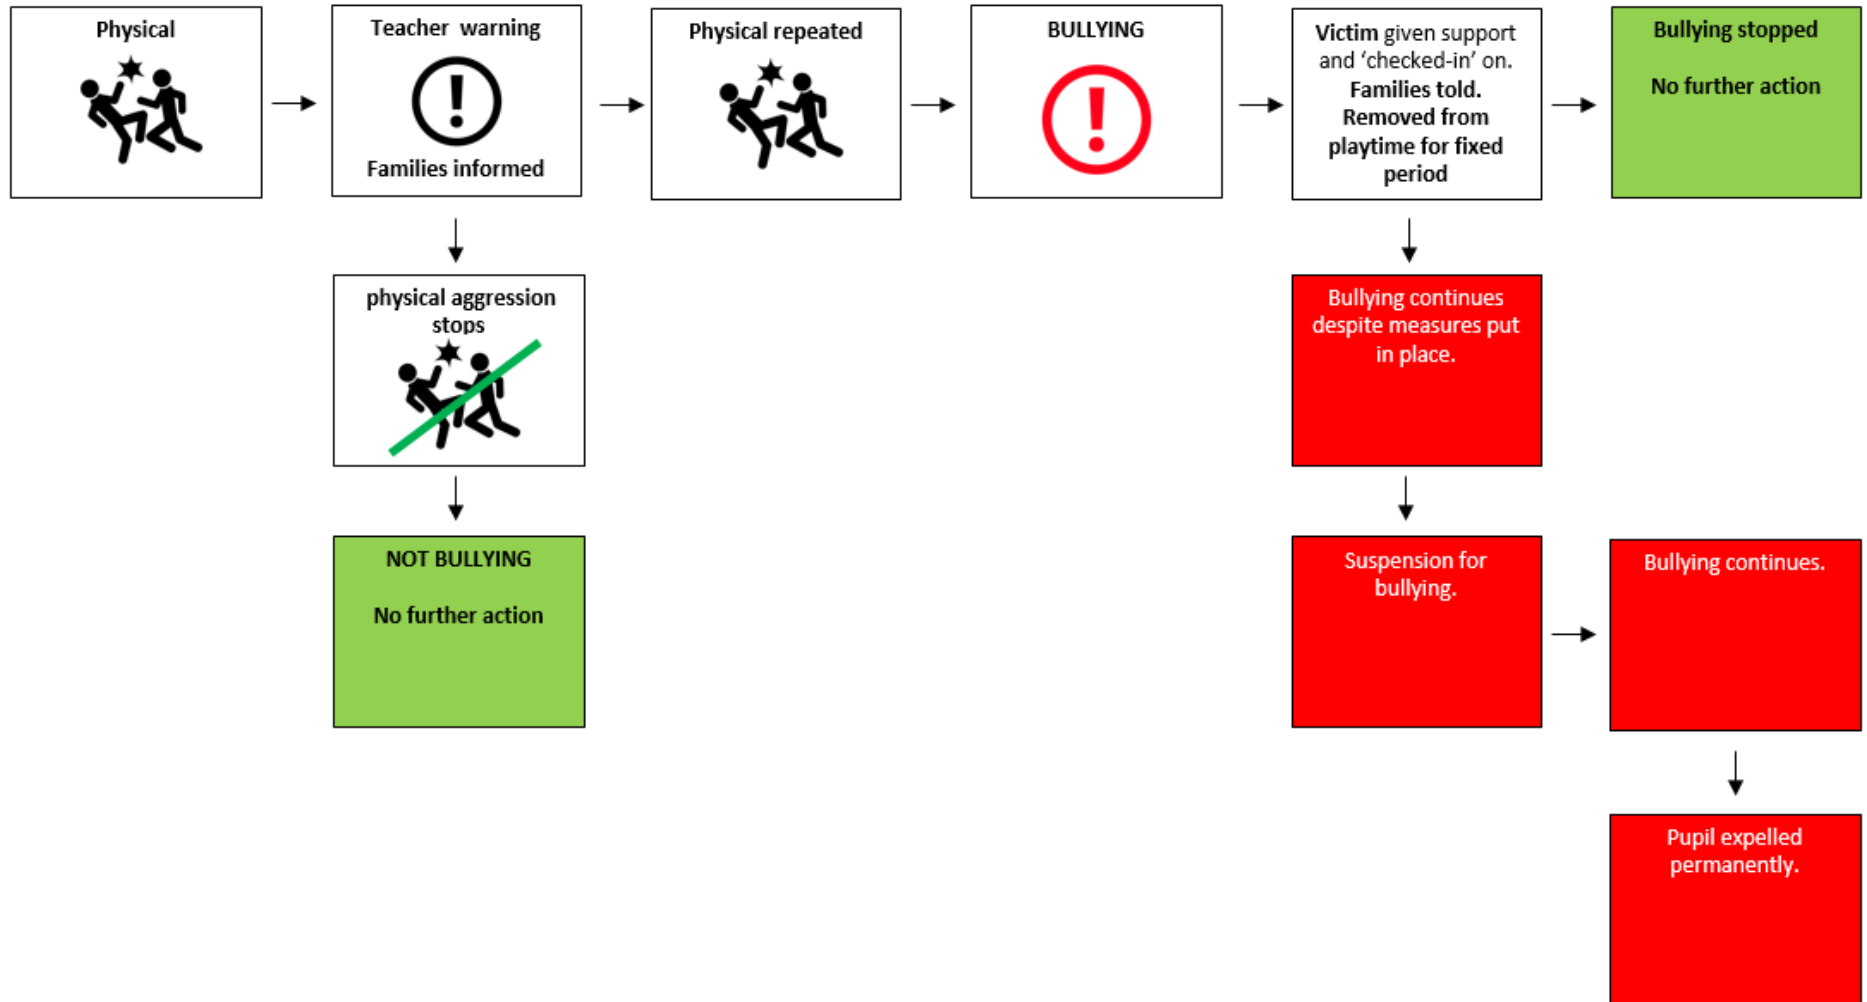 Physical
Teacher warning
!
Families informed
Physical repeated
BULLYING
!
Victim given support
and ‘checked-in’ on.
Families told.
Removed from
playtime for fixed
period
Bullying stopped
No further action
physical aggression
stops
Bullying continues
despite measures put
in place.
NOT BULLYING
No further action
Suspension for
bullying.
Bullying continues.
Pupil expelled
permanently.